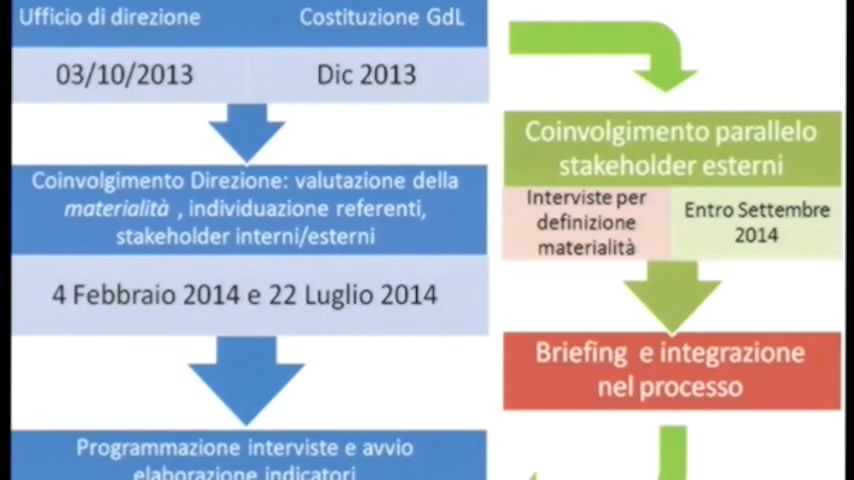 Ufficio di direzione
Costituzione GdL
03/10/2013
Dic 2013
Coinvolgimento Direzione: valutazione della
materialità , individuazione referenti,
stakeholder interni/esterni
4 Febbraio 2014 e 22 Luglio 2014
Programmazione interviste e avvio
elaborazione indicatori
Coinvolgimento parallelo
stakeholder esterni
Interviste per
definizione
materialità
Entro Settembre
2014
Briefing e integrazione
nel processo